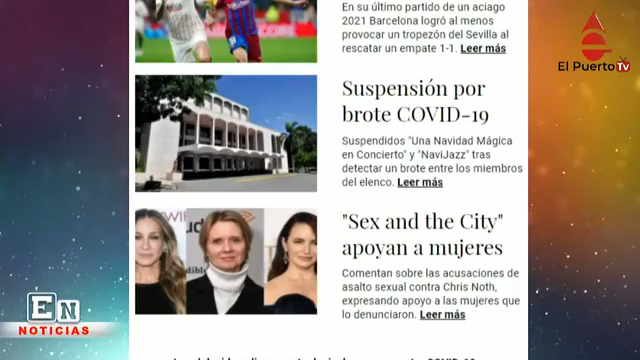 En su último partido de un aciago
2021 Barcelona logró al menos
provocar un tropezón del Sevilla al
rescatar un empate 1-1. Leer más
El Puerto Tv
Suspensión por
brote COVID-19
Suspendidos "Una Navidad Mágica
en Concierto" y "NaviJazz" tras
detectar un brote entre los miembros
del elenco. Leer más
"Sex and the City"
apoyan a mujeres
Comentan sobre las acusaciones de
asalto sexual contra Chris Noth,
expresando apoyo a las mujeres que
lo denunciaron. Leer más
EN
NOTICIAS